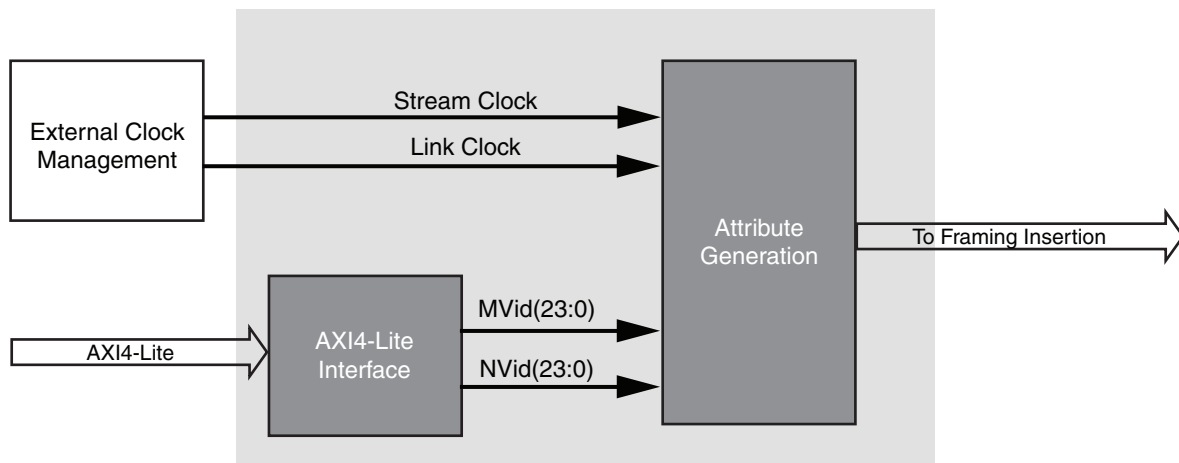 External Clock
Management
Stream Clock
Link Clock
Attribute
Generation
To Framing Insertion
AXI4-Lite
AXI4-Lite
Interface
MVid(23:0)
NVid(23:0)